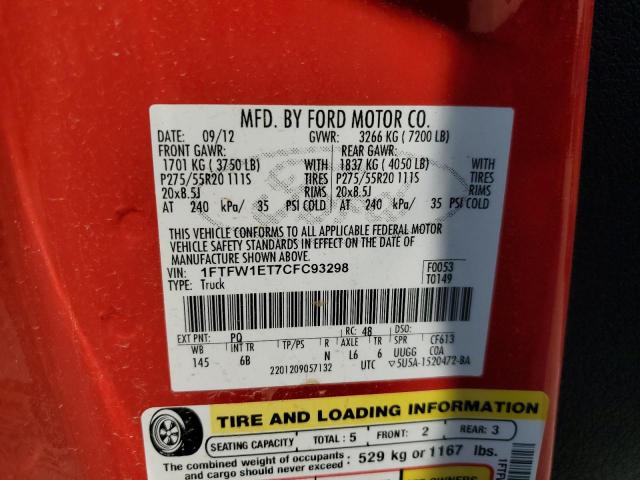 MFD. BY FORD MOTOR CO.
DATE: 09/12 GVWR: 3266 KG ( 7200 LB)
FRONT GAWR: REAR GAWR:
1701 KG ( 3750 LB) WITH 1837 KG ( 4050 LB) WITH
P275/55R20 111S TIRES P275/55R20 111S TIRES
20x8.5J RIMS 20x8.5J RIMS
AT 240 kPa/ 35 PSI COLD AT 240 kPa/ 35 PSI COLD
THIS VEHICLE CONFORMS TO ALL APPLICABLE FEDERAL MOTOR
VEHICLE SAFETY STANDARDS IN EFFECT ON THE DATE OF
MANUFACTURE SHOWN ABOVE.
VIN: 1FTFW1ET7CFC93298 F0053
TYPE: Truck T0149
EXT PNT: PQ RC: 48 DSO:
WB INT TR TP/PS R AXLE TR SPR CF613
145 6B N L6 6 UUGG COA
2201209057132 UTC ▽5U5A-1520472-BA
TIRE AND LOADING INFORMATION
SEATING CAPACITY TOTAL : 5 FRONT: 2 REAR: 3
The combined weight of occupants
and cargo should never exceed : 529 kg or 1167 lbs.